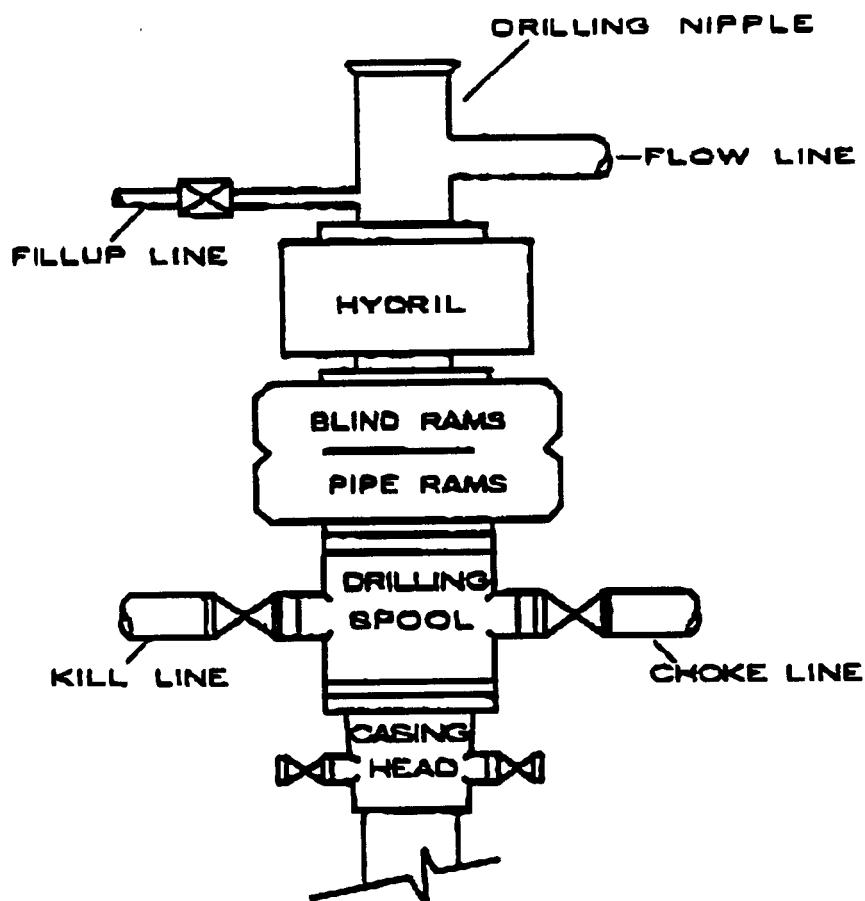 DRILLING NIPPLE
FLOW LINE
FILLUP LINE
HYDRIL
BLIND RAMS
PIPE RAMS
DRILLING
SPOOL
KILL LINE
CHOKE LINE
CASING
HEAD